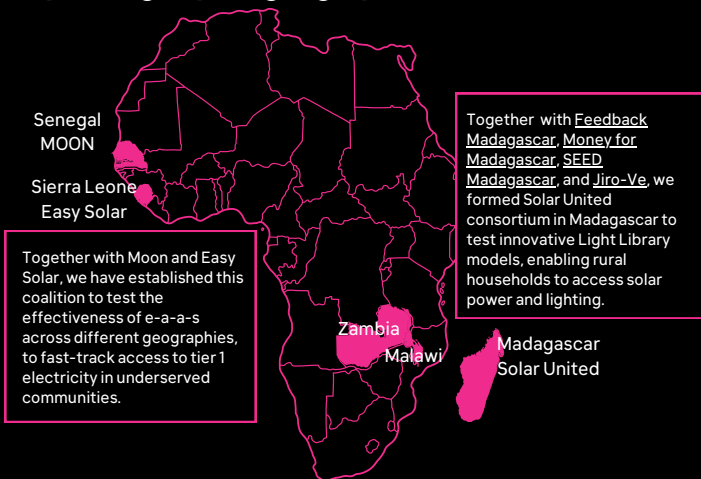 Senegal
MOON
Sierra Leone
Easy Solar
Together with Moon and Easy
Solar, we have established this
coalition to test the
effectiveness of e-a-a-s
across different geographies,
to fast-track access to tier 1
electricity in underserved
communities.
Together with Feedback
Madagascar, Money for
Madagascar, SEED
Madagascar, and Jiro-Ve, we
formed Solar United
consortium in Madagascar to
test innovative Light Library
models, enabling rural
households to access solar
power and lighting.
Zambia
Malawi
Madagascar
Solar United